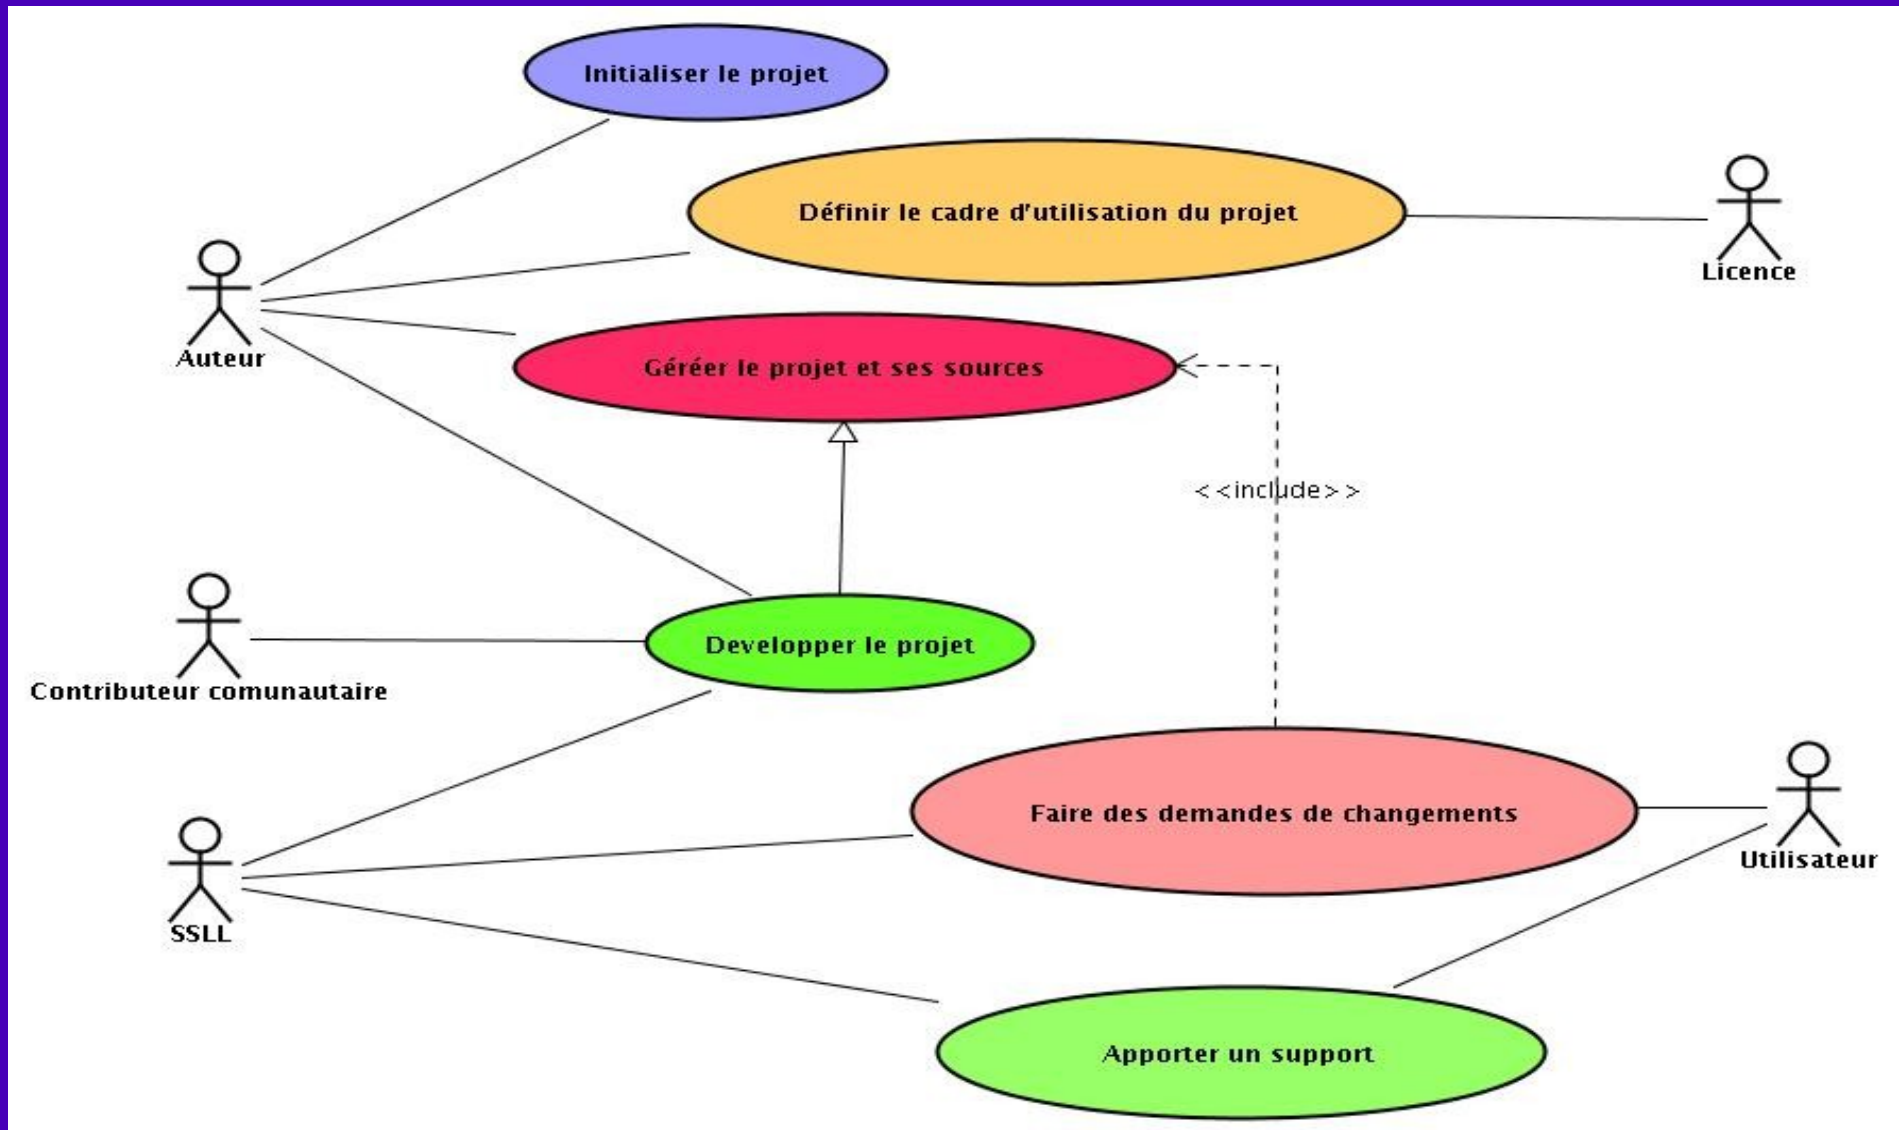 Initialiser le projet
Définir le cadre d'utilisation du projet
Licence
Auteur
Géréer le projet et ses sources
<<include>>
Developper le projet
Contributeur comunautaire
Faire des demandes de changements
Utilisateur
SSLL
Apporter un support